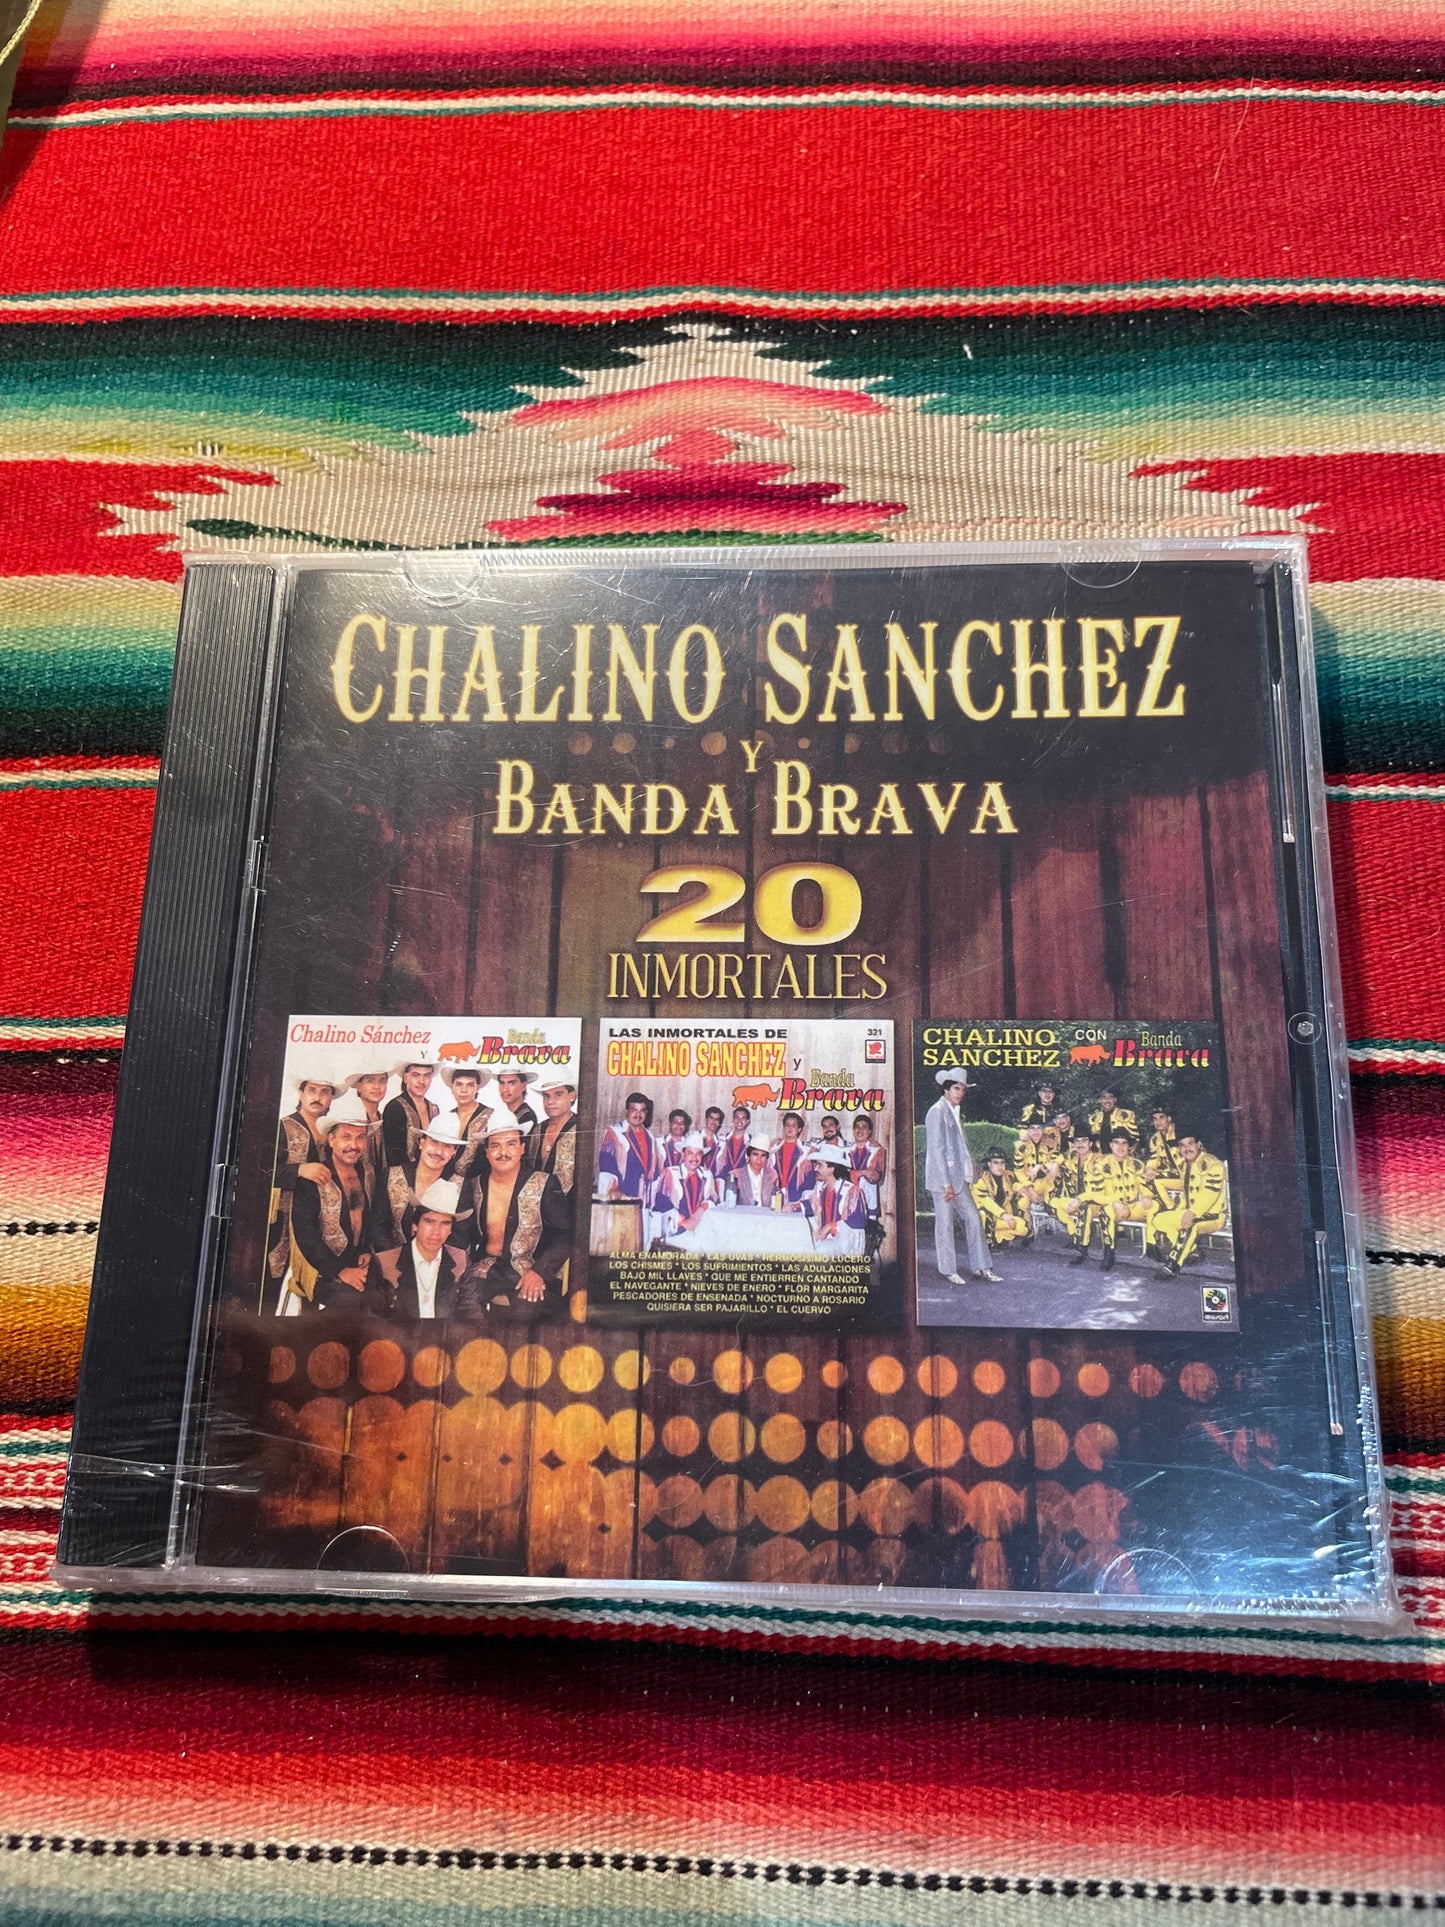 CHALINO SANCHEZ
Y
BANDA BRAVA
20
INMORTALES
Chalino Sánchez
Y
Banda
Brava
LAS INMORTALES DE
321
CHALINO SANCHEZ y
Banda
Brava
ALMA ENAMORADA * LAS UVAS * HERMOSISIMO LUCERO
LOS CHISMES * LOS SUFRIMIENTOS * LAS ADULACIONES
BAJO MIL LLAVES * QUE ME ENTIERREN CANTANDO
EL NAVEGANTE * NIEVES DE ENERO * FLOR MARGARITA
PESCADORES DE ENSENADA * NOCTURNO A ROSARIO
QUISIERA SER PAJARILLO * EL CUERVO
CHALINO CON
SANCHEZ
Banda
Brava
musart